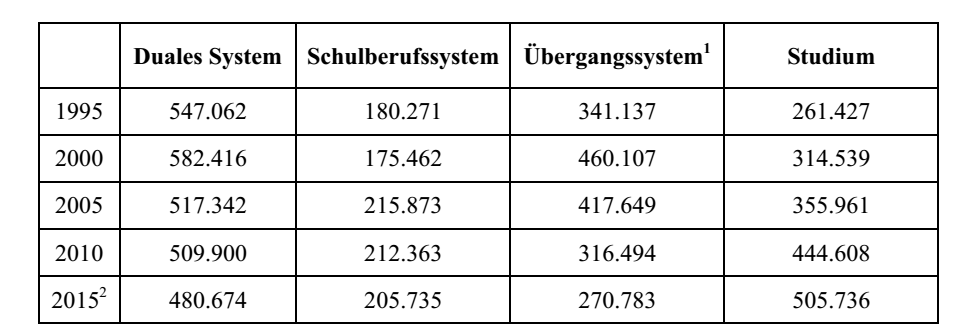 Duales System Schulberufssystem Übergangssystem¹ Studium
1995 547.062 180.271 341.137 261.427
2000 582.416 175.462 460.107 314.539
2005 517.342 215.873 417.649 355.961
2010 509.900 212.363 316.494 444.608
2015² 480.674 205.735 270.783 505.736